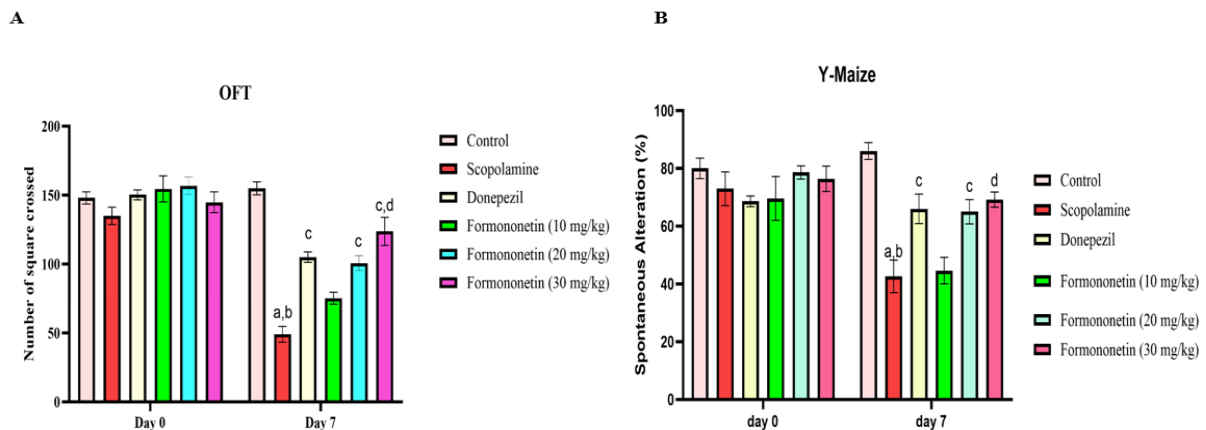 A
OFT
Number of square crossed
200
150
100
50
0
a,b
c
c
c,d
Day 0
Day 7
Control
Scopolamine
Donepezil
Formononetin (10 mg/kg)
Formononetin (20 mg/kg)
Formononetin (30 mg/kg)
B
Y-Maize
Spontaneous Alteration (%)
100
80
60
40
20
0
a,b
c
c
d
day 0
day 7
Control
Scopolamine
Donepezil
Formononetin (10 mg/kg)
Formononetin (20 mg/kg)
Formononetin (30 mg/kg)